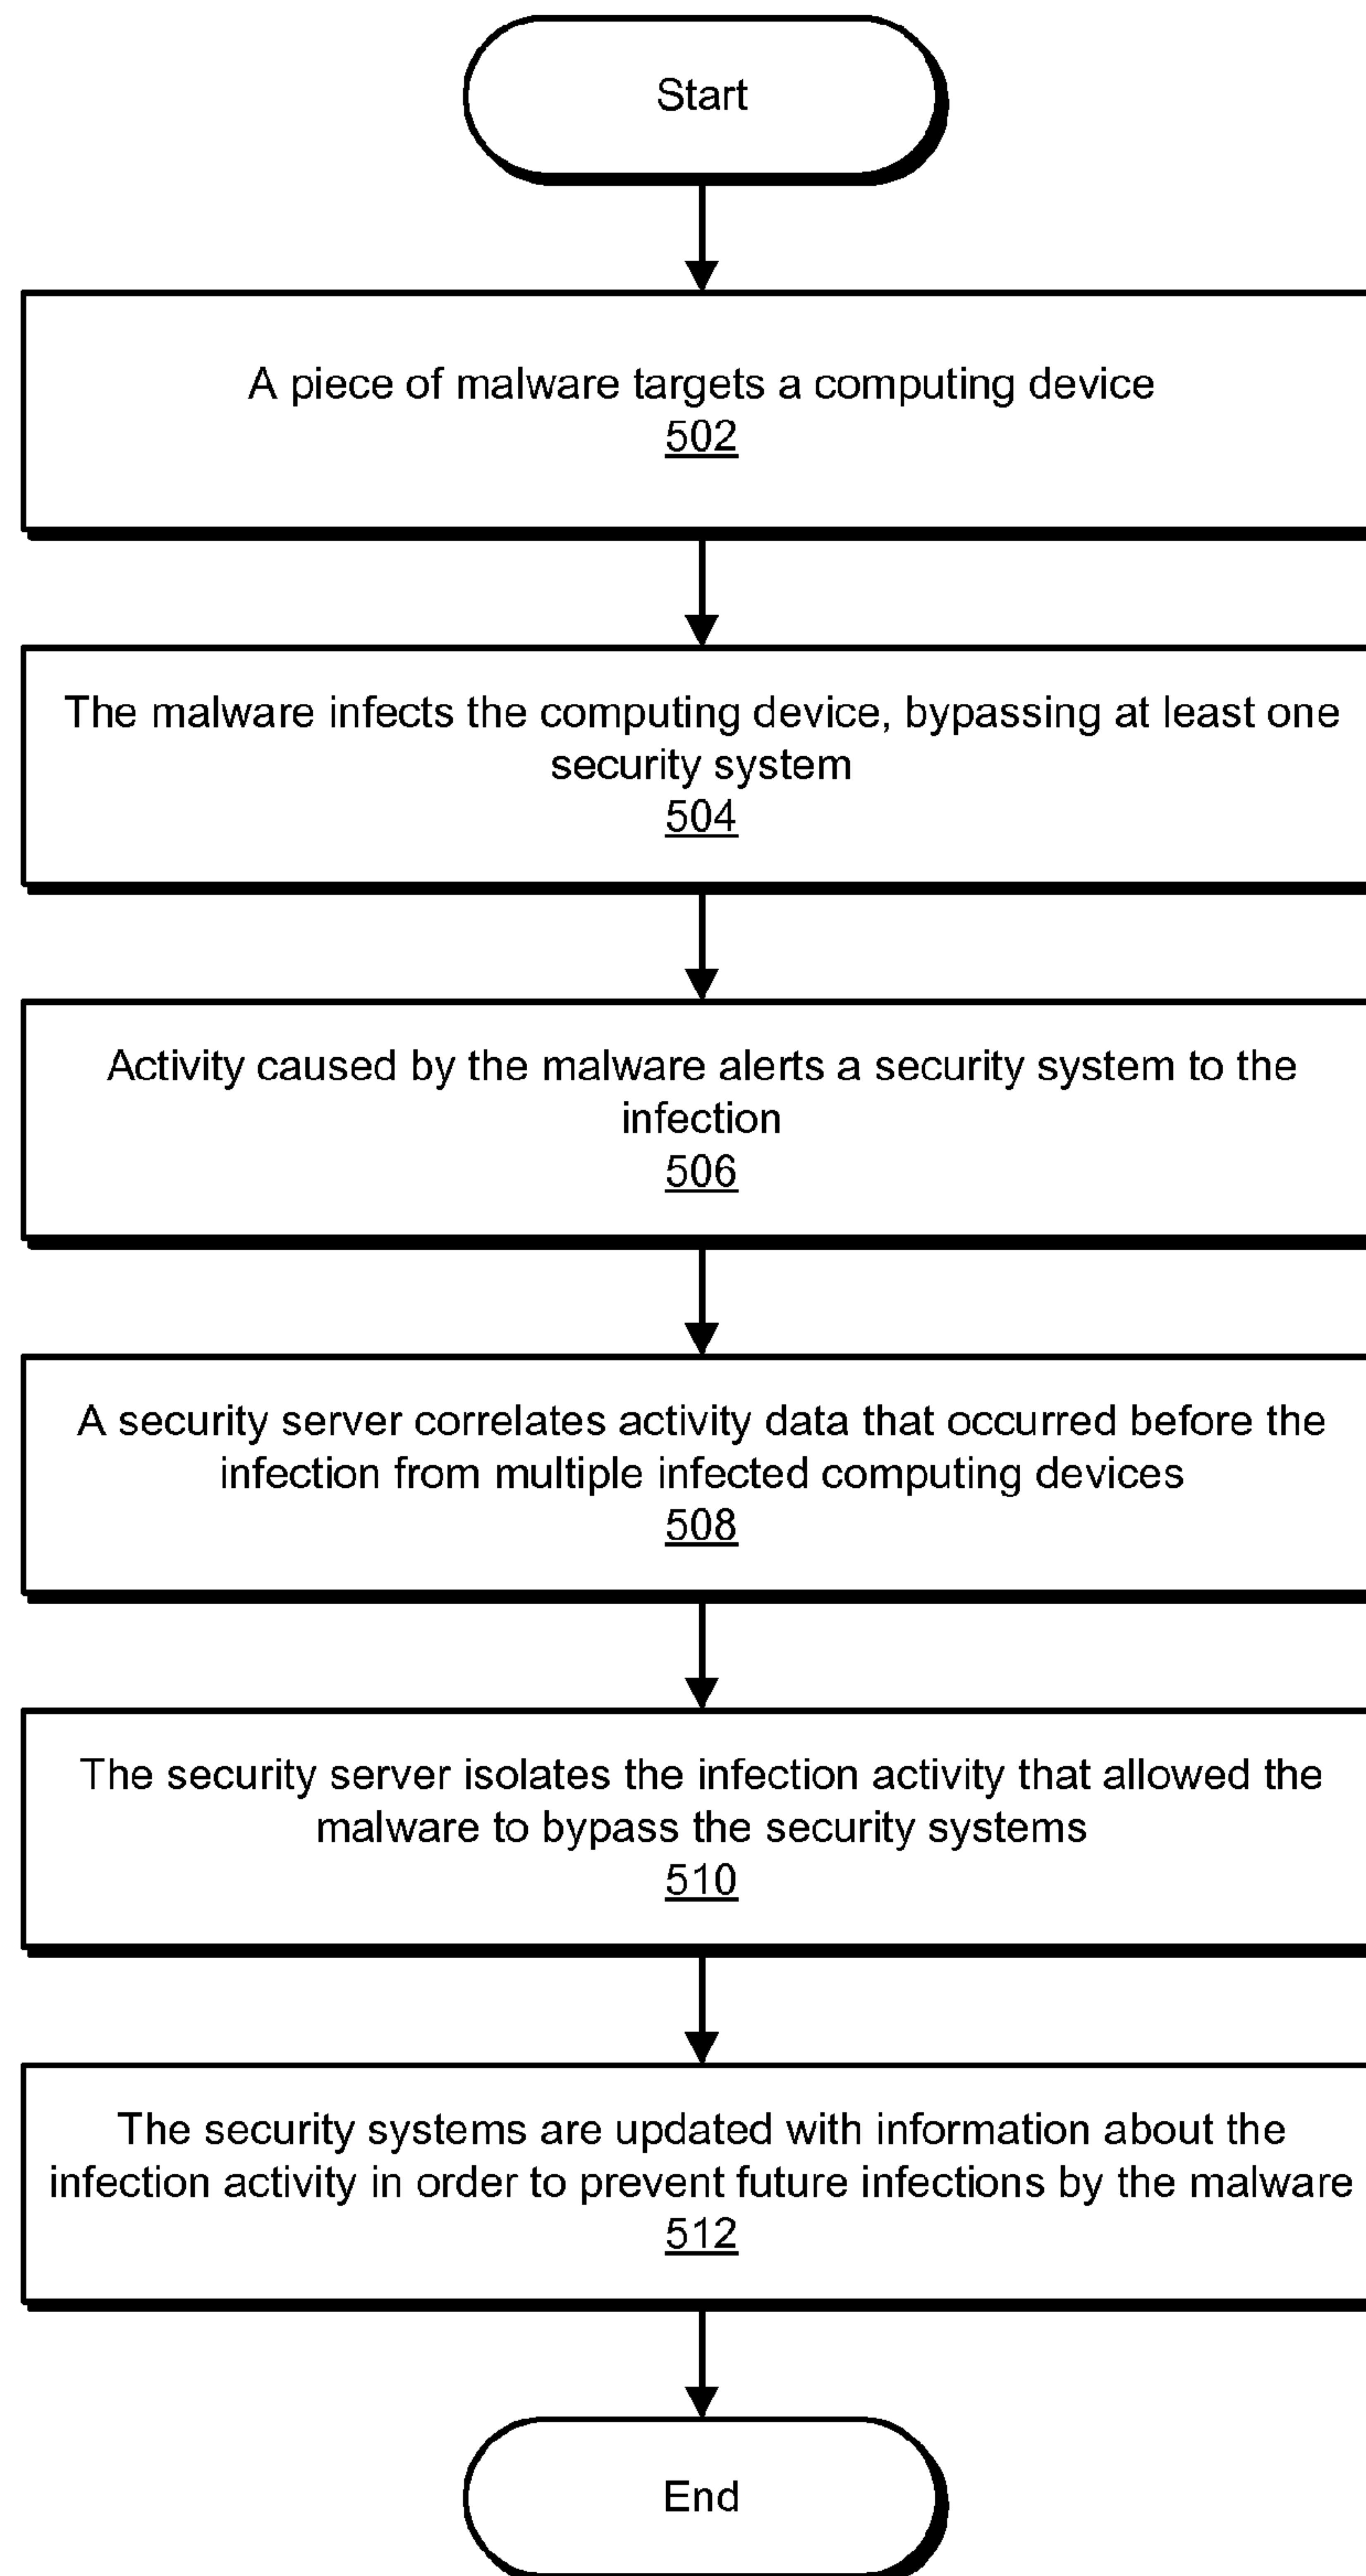 Start
A piece of malware targets a computing device
502
The malware infects the computing device, bypassing at least one
security system
504
Activity caused by the malware alerts a security system to the
infection
506
A security server correlates activity data that occurred before the
infection from multiple infected computing devices
508
The security server isolates the infection activity that allowed the
malware to bypass the security systems
510
The security systems are updated with information about the
infection activity in order to prevent future infections by the malware
512
End